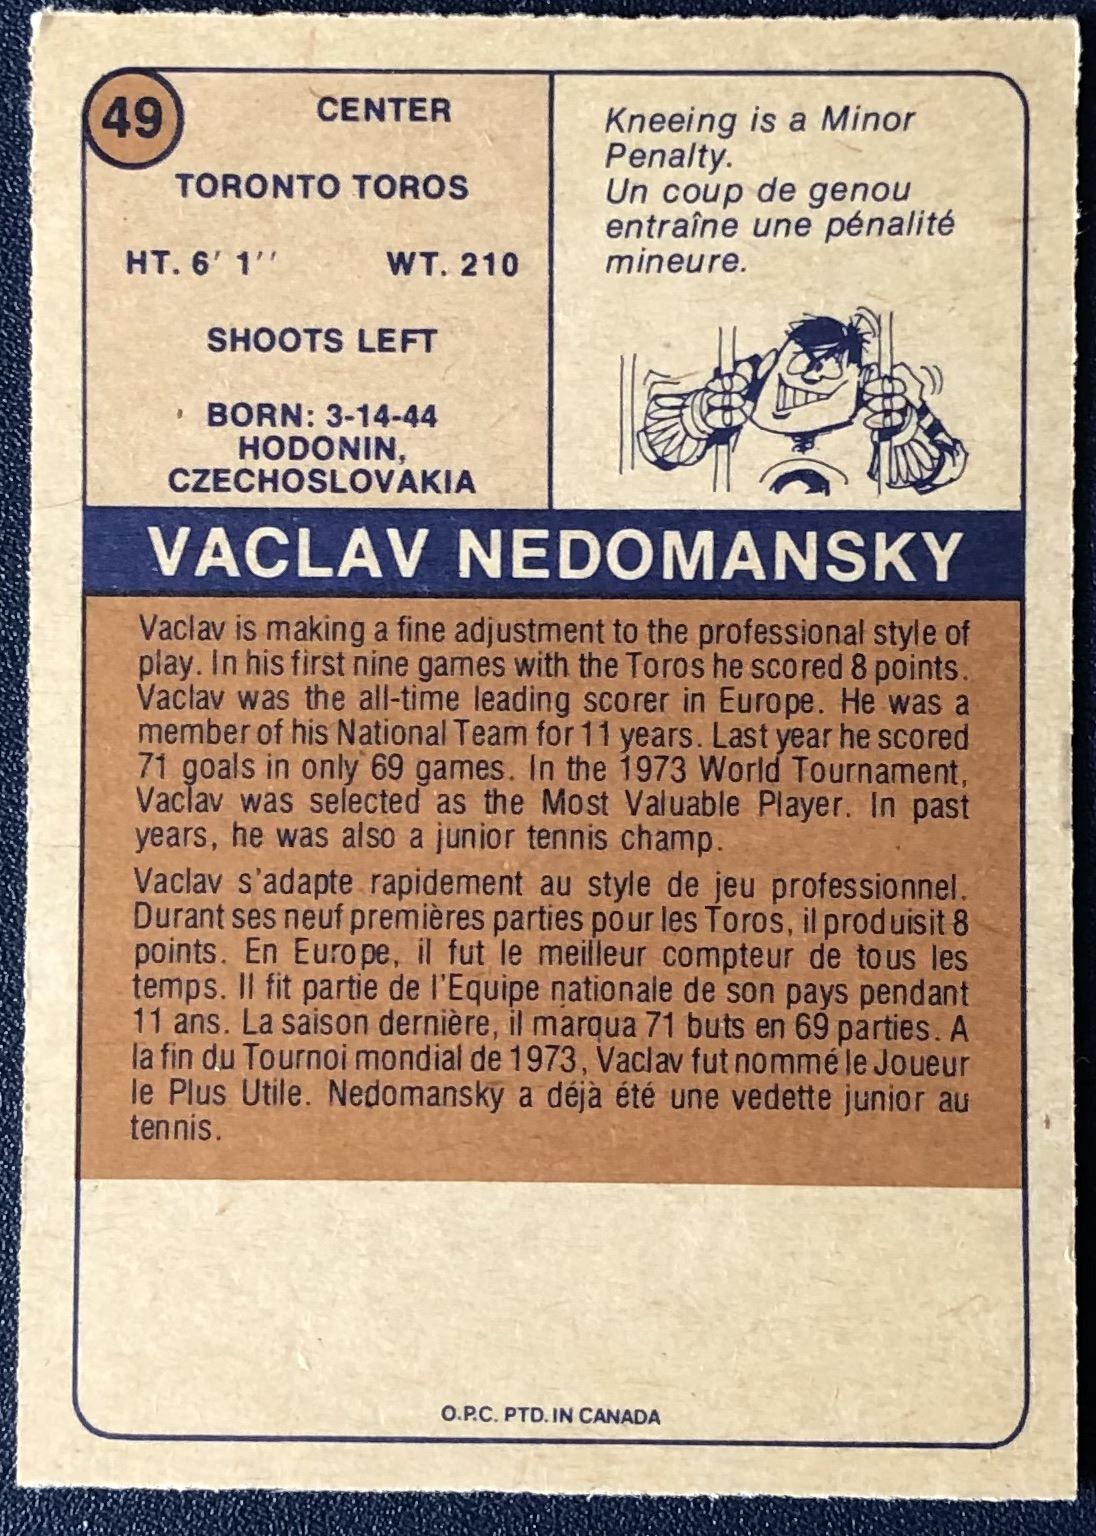 49
CENTER
TORONTO TOROS
HT. 6' 1'' WT. 210
SHOOTS LEFT
BORN: 3-14-44
HODONIN,
CZECHOSLOVAKIA
Kneeing is a Minor
Penalty.
Un coup de genou
entraîne une pénalité
mineure.
VACLAV NEDOMANSKY
Vaclav is making a fine adjustment to the professional style of
play. In his first nine games with the Toros he scored 8 points.
Vaclav was the all-time leading scorer in Europe. He was a
member of his National Team for 11 years. Last year he scored
71 goals in only 69 games. In the 1973 World Tournament,
Vaclav was selected as the Most Valuable Player. In past
years, he was also a junior tennis champ.
Vaclav s'adapte rapidement au style de jeu professionnel.
Durant ses neuf premières parties pour les Toros, il produisit 8
points. En Europe, il fut le meilleur compteur de tous les
temps. Il fit partie de l'Equipe nationale de son pays pendant
11 ans. La saison dernière, il marqua 71 buts en 69 parties. A
la fin du Tournoi mondial de 1973, Vaclav fut nommé le Joueur
le Plus Utile. Nedomansky a déjà été une vedette junior au
tennis.
O.P.C. PTD. IN CANADA